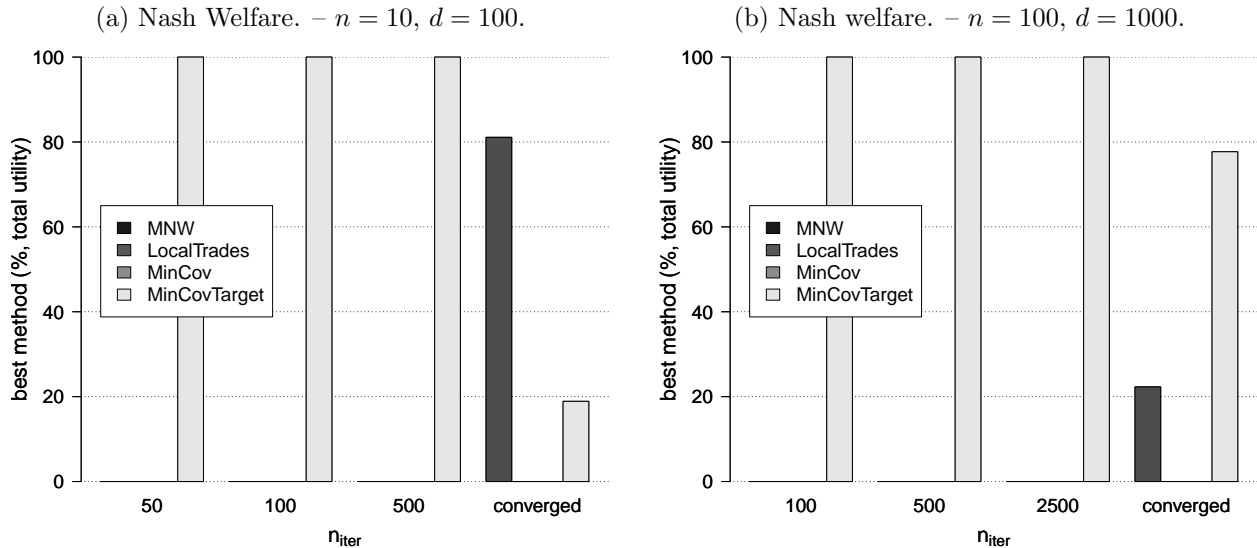 (a) Nash Welfare. – n = 10, d = 100.
100
80
60
40
20
0
best method (%, total utility)
MNW
LocalTrades
MinCov
MinCovTarget
50 100 500 converged
n_iter
(b) Nash welfare. – n = 100, d = 1000.
100
80
60
40
20
0
best method (%, total utility)
MNW
LocalTrades
MinCov
MinCovTarget
100 500 2500 converged
n_iter